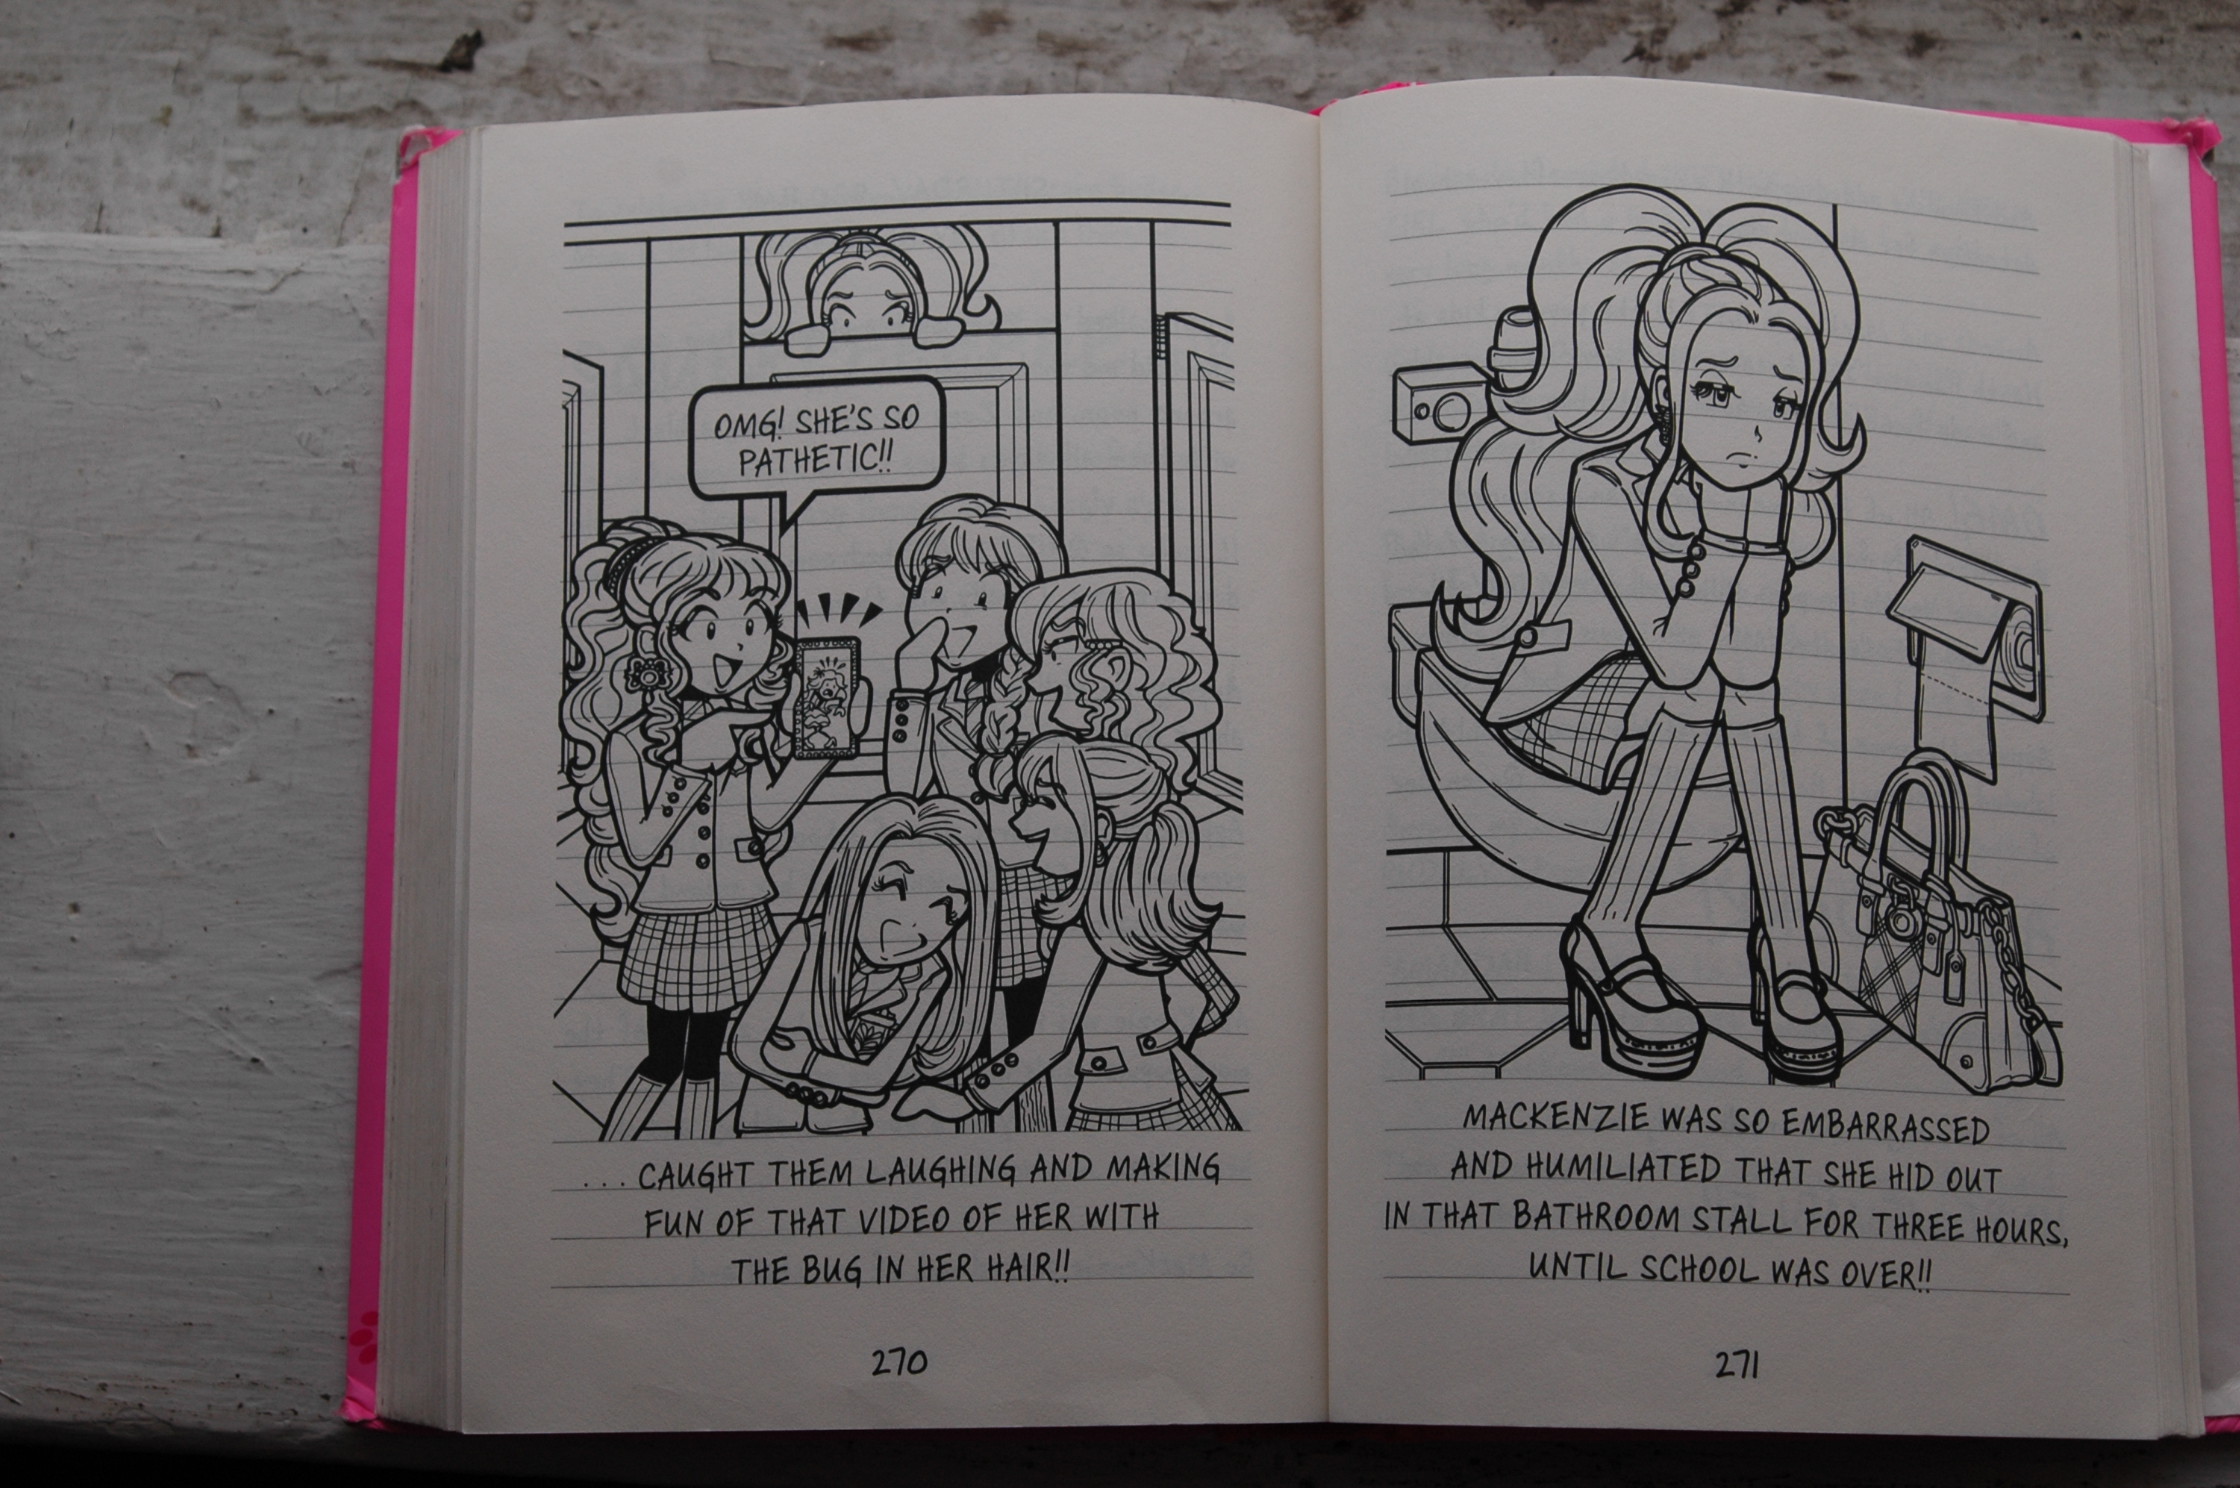 OMG! SHE'S SO
PATHETIC!!
...CAUGHT THEM LAUGHING AND MAKING
FUN OF THAT VIDEO OF HER WITH
THE BUG IN HER HAIR!!
270
MACKENZIE WAS SO EMBARRASSED
AND HUMILIATED THAT SHE HID OUT
IN THAT BATHROOM STALL FOR THREE HOURS,
UNTIL SCHOOL WAS OVER!!
271